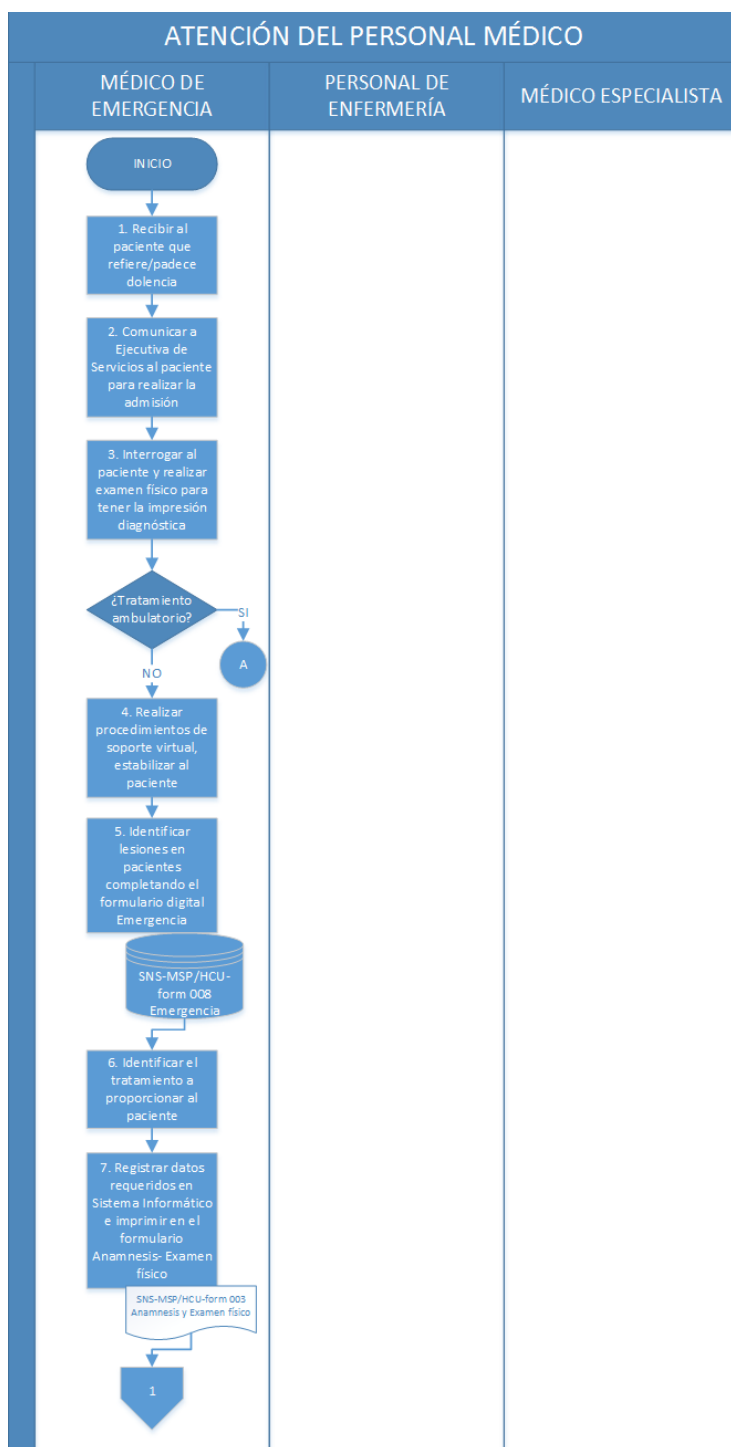 ATENCIÓN DEL PERSONAL MÉDICO
MÉDICO DE
EMERGENCIA
PERSONAL DE
ENFERMERÍA
MÉDICO ESPECIALISTA
INICIO
1. Recibir al
paciente que
refiere/padece
dolencia
2. Comunicar a
Ejecutiva de
Servicios al paciente
para realizar la
admisión
3. Interrogar al
paciente y realizar
examen físico para
tener la impresión
diagnóstica
¿Tratamiento
ambulatorio?
SI
A
NO
4. Realizar
procedimientos de
soporte virtual,
estabilizar al
paciente
5. Identificar
lesiones en
pacientes
completando el
formulario digital
Emergencia
SNS-MSP/HCU-
form 008
Emergencia
6. Identificar el
tratamiento a
proporcionar al
paciente
7. Registrar datos
requeridos en
Sistema Informático
e imprimir en el
formulario
Anamnesis- Examen
físico
SNS-MSP/HCU-form 003
Anamnesis y Examen físico
1